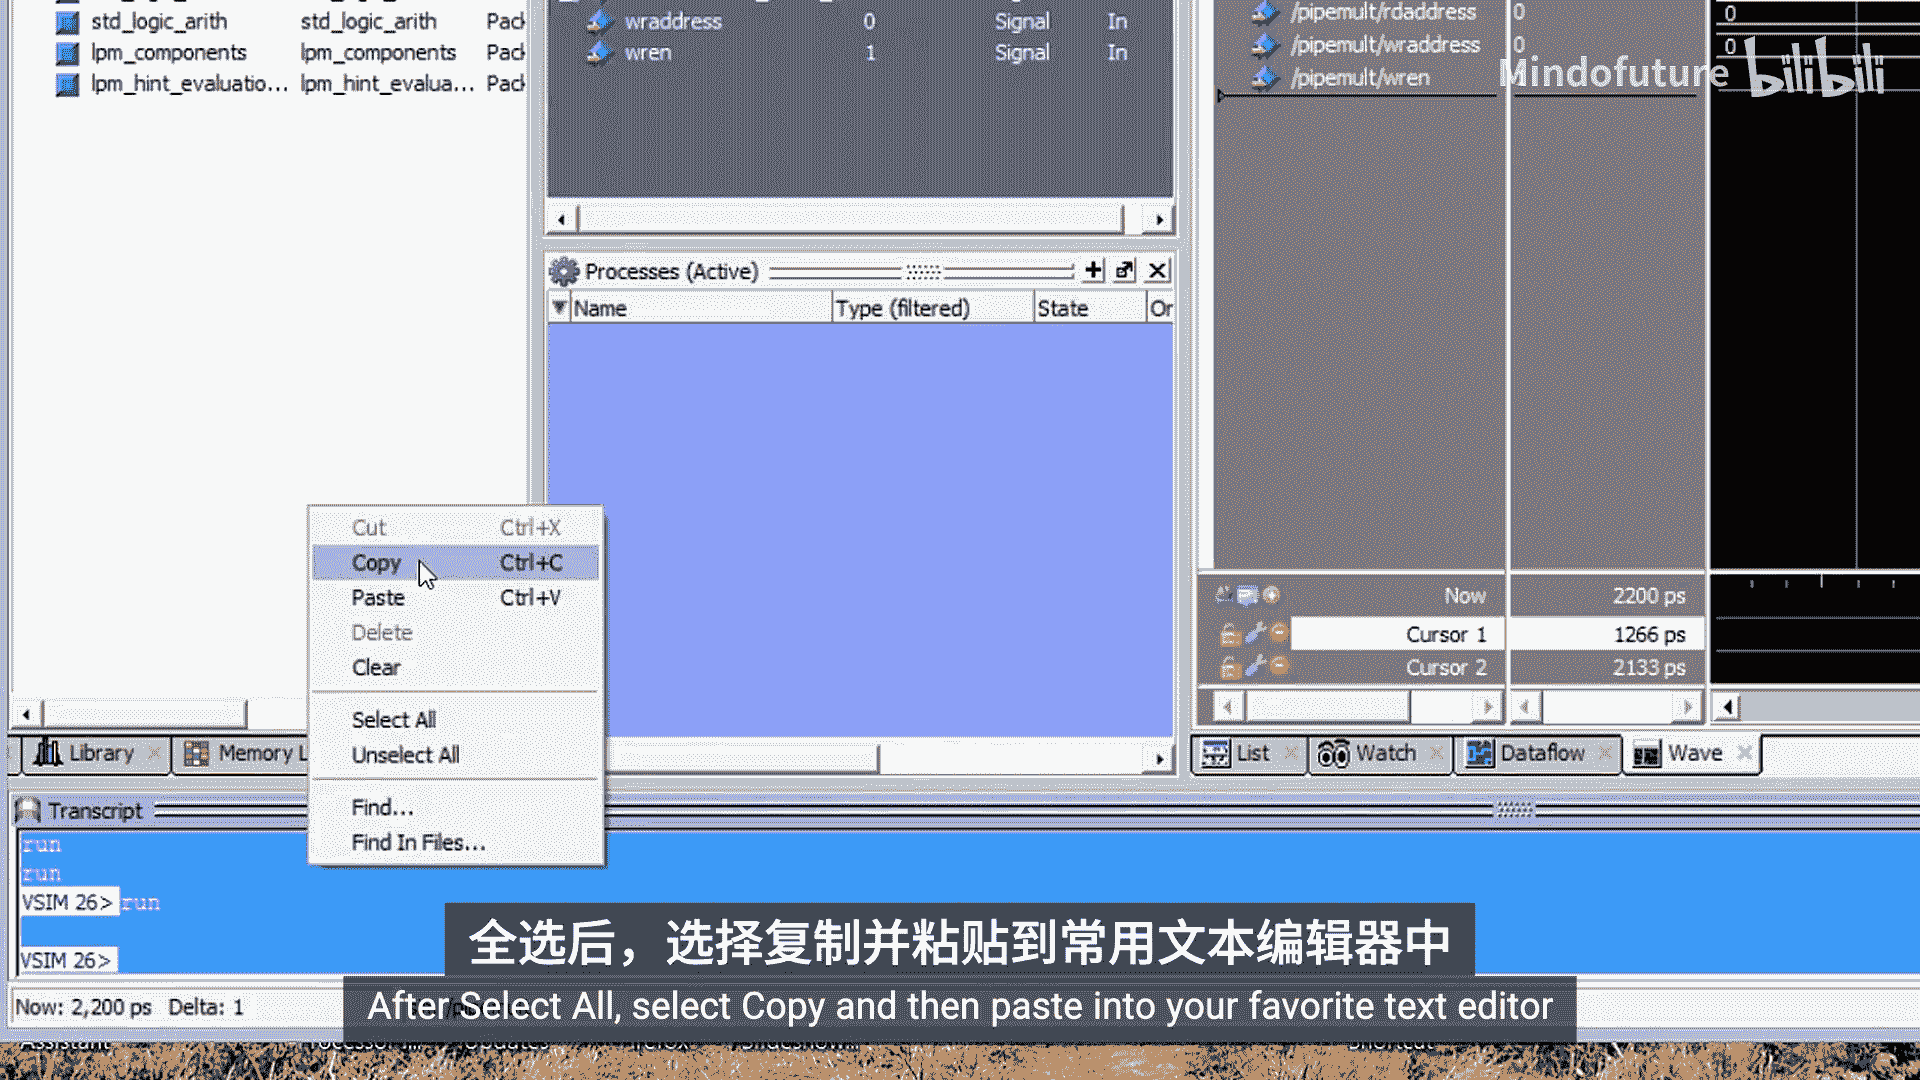 std_logic_arith std_logic_arith Pack
lpm_components lpm_components Pack
lpm_hint_evaluatio... lpm_hint_evalua... Pack
wraddress 0 Signal In
wren 1 Signal In
/pipemult/rdaddress 0 0
/pipemult/wraddress 0 0
/pipemult/wren
Mindofuture bilibili
Processes (Active)
Name Type (filtered) State Or
Cut Ctrl+X
Copy Ctrl+C
Paste Ctrl+V
Delete
Clear
Select All
Unselect All
Find...
Find In Files...
Now 2200 ps
Cursor 1 1266 ps
Cursor 2 2133 ps
Library Memory L
List Watch Dataflow Wave
Transcript
run
run
VSIM 26> run
VSIM 26>
全选后，选择复制并粘贴到常用文本编辑器中
Now: 2,200 ps Delta: 1
After Select All, select Copy and then paste into your favorite text editor